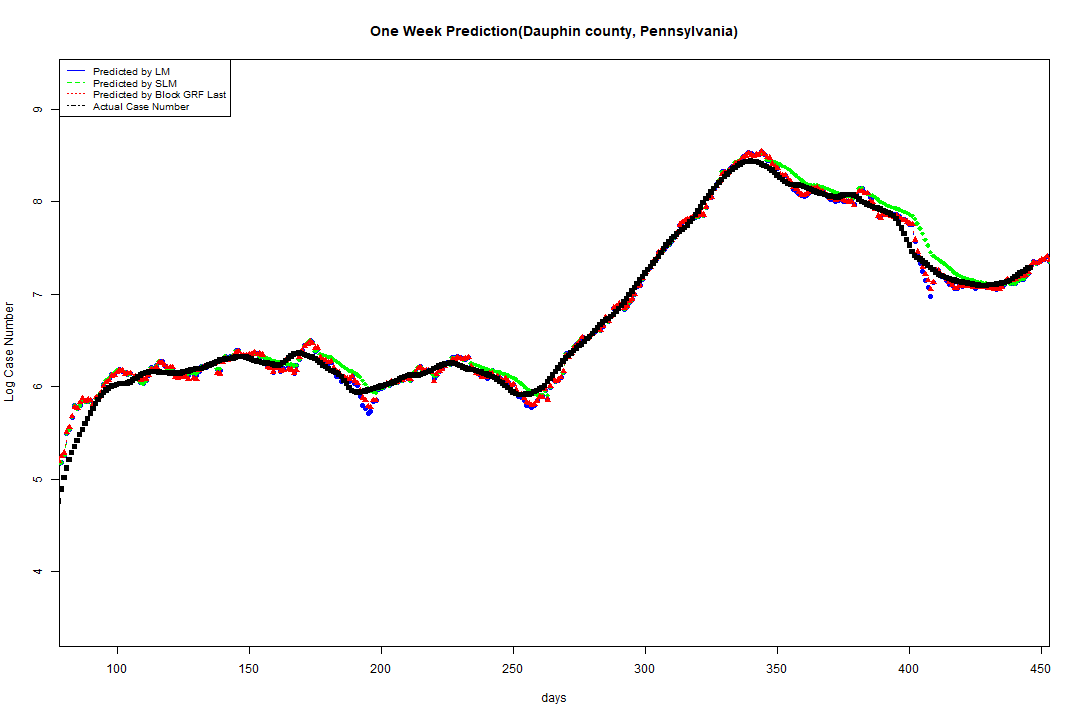 One Week Prediction(Dauphin county, Pennsylvania)
Predicted by LM
Predicted by SLM
Predicted by Block GRF Last
Actual Case Number
9
8
7
6
5
4
Log Case Number
100 150 200 250 300 350 400 450
days